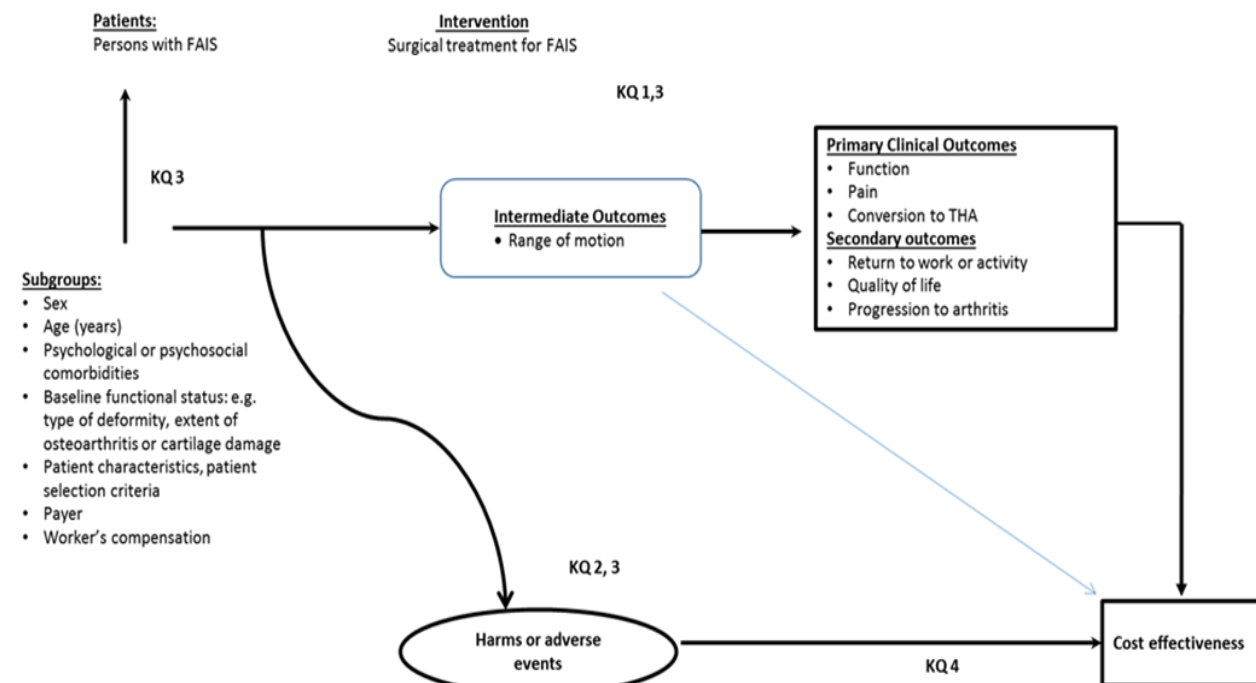 Patients:
Persons with FAIS
Intervention
Surgical treatment for FAIS
KQ 1,3
KQ 3
Intermediate Outcomes
• Range of motion
Primary Clinical Outcomes
• Function
• Pain
• Conversion to THA
Secondary outcomes
• Return to work or activity
• Quality of life
• Progression to arthritis
Subgroups:
• Sex
• Age (years)
• Psychological or psychosocial
comorbidities
• Baseline functional status: e.g.
type of deformity, extent of
osteoarthritis or cartilage damage
• Patient characteristics, patient
selection criteria
• Payer
• Worker's compensation
KQ 2, 3
Harms or adverse
events
KQ 4
Cost effectiveness